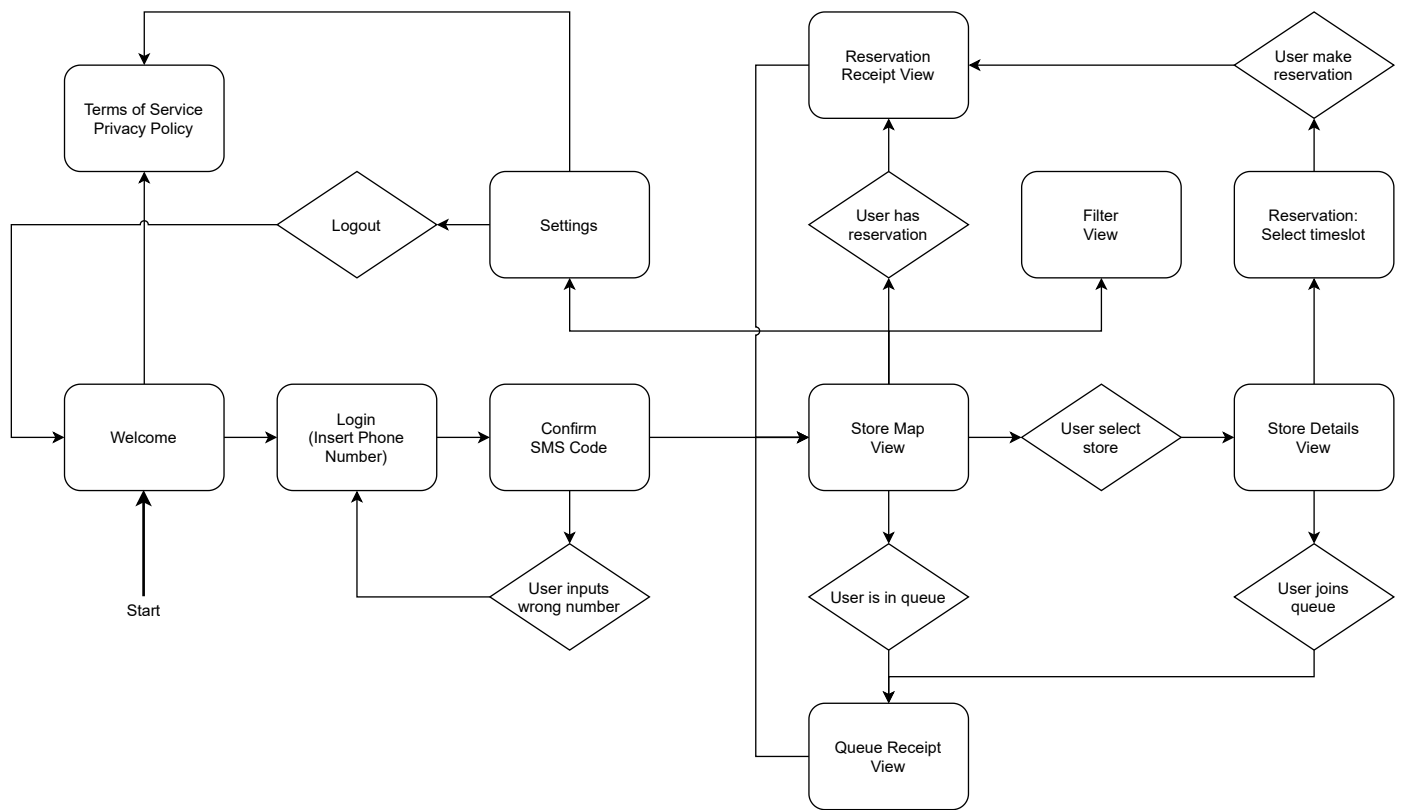 Reservation
Receipt View
User make
reservation
Terms of Service
Privacy Policy
Logout
Settings
User has
reservation
Filter
View
Reservation:
Select timeslot
Welcome
Login
(Insert Phone
Number)
Confirm
SMS Code
Store Map
View
User select
store
Store Details
View
Start
User inputs
wrong number
User is in queue
User joins
queue
Queue Receipt
View